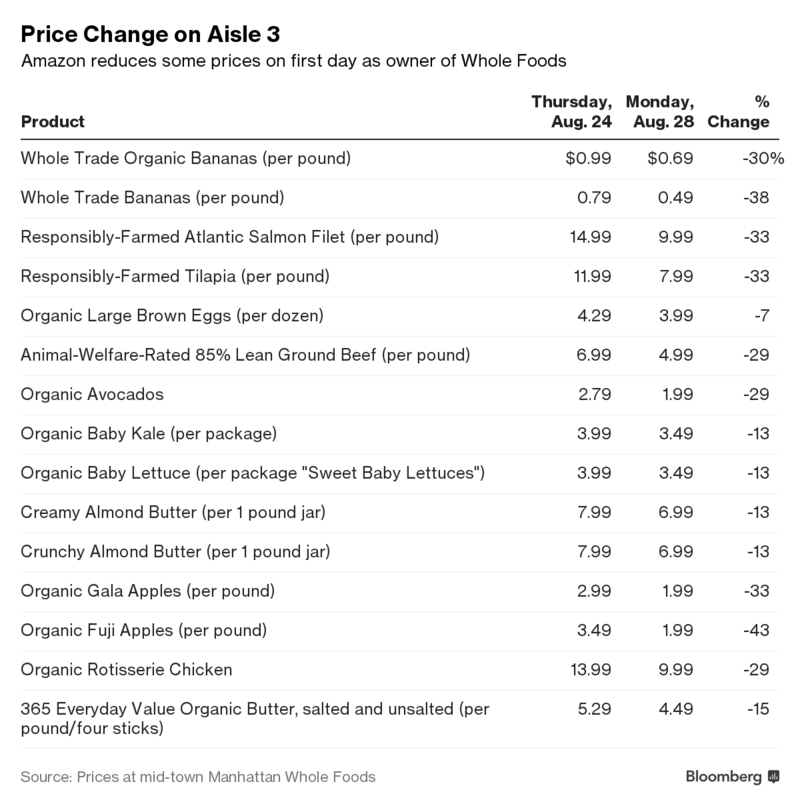 Price Change on Aisle 3
Amazon reduces some prices on first day as owner of Whole Foods
Thursday, Monday, %
Product Aug. 24 Aug. 28 Change
Whole Trade Organic Bananas (per pound) $0.99 $0.69 -30%
Whole Trade Bananas (per pound) 0.79 0.49 -38
Responsibly-Farmed Atlantic Salmon Filet (per pound) 14.99 9.99 -33
Responsibly-Farmed Tilapia (per pound) 11.99 7.99 -33
Organic Large Brown Eggs (per dozen) 4.29 3.99 -7
Animal-Welfare-Rated 85% Lean Ground Beef (per pound) 6.99 4.99 -29
Organic Avocados 2.79 1.99 -29
Organic Baby Kale (per package) 3.99 3.49 -13
Organic Baby Lettuce (per package "Sweet Baby Lettuces") 3.99 3.49 -13
Creamy Almond Butter (per 1 pound jar) 7.99 6.99 -13
Crunchy Almond Butter (per 1 pound jar) 7.99 6.99 -13
Organic Gala Apples (per pound) 2.99 1.99 -33
Organic Fuji Apples (per pound) 3.49 1.99 -43
Organic Rotisserie Chicken 13.99 9.99 -29
365 Everyday Value Organic Butter, salted and unsalted (per 5.29 4.49 -15
pound/four sticks)
Source: Prices at mid-town Manhattan Whole Foods Bloomberg